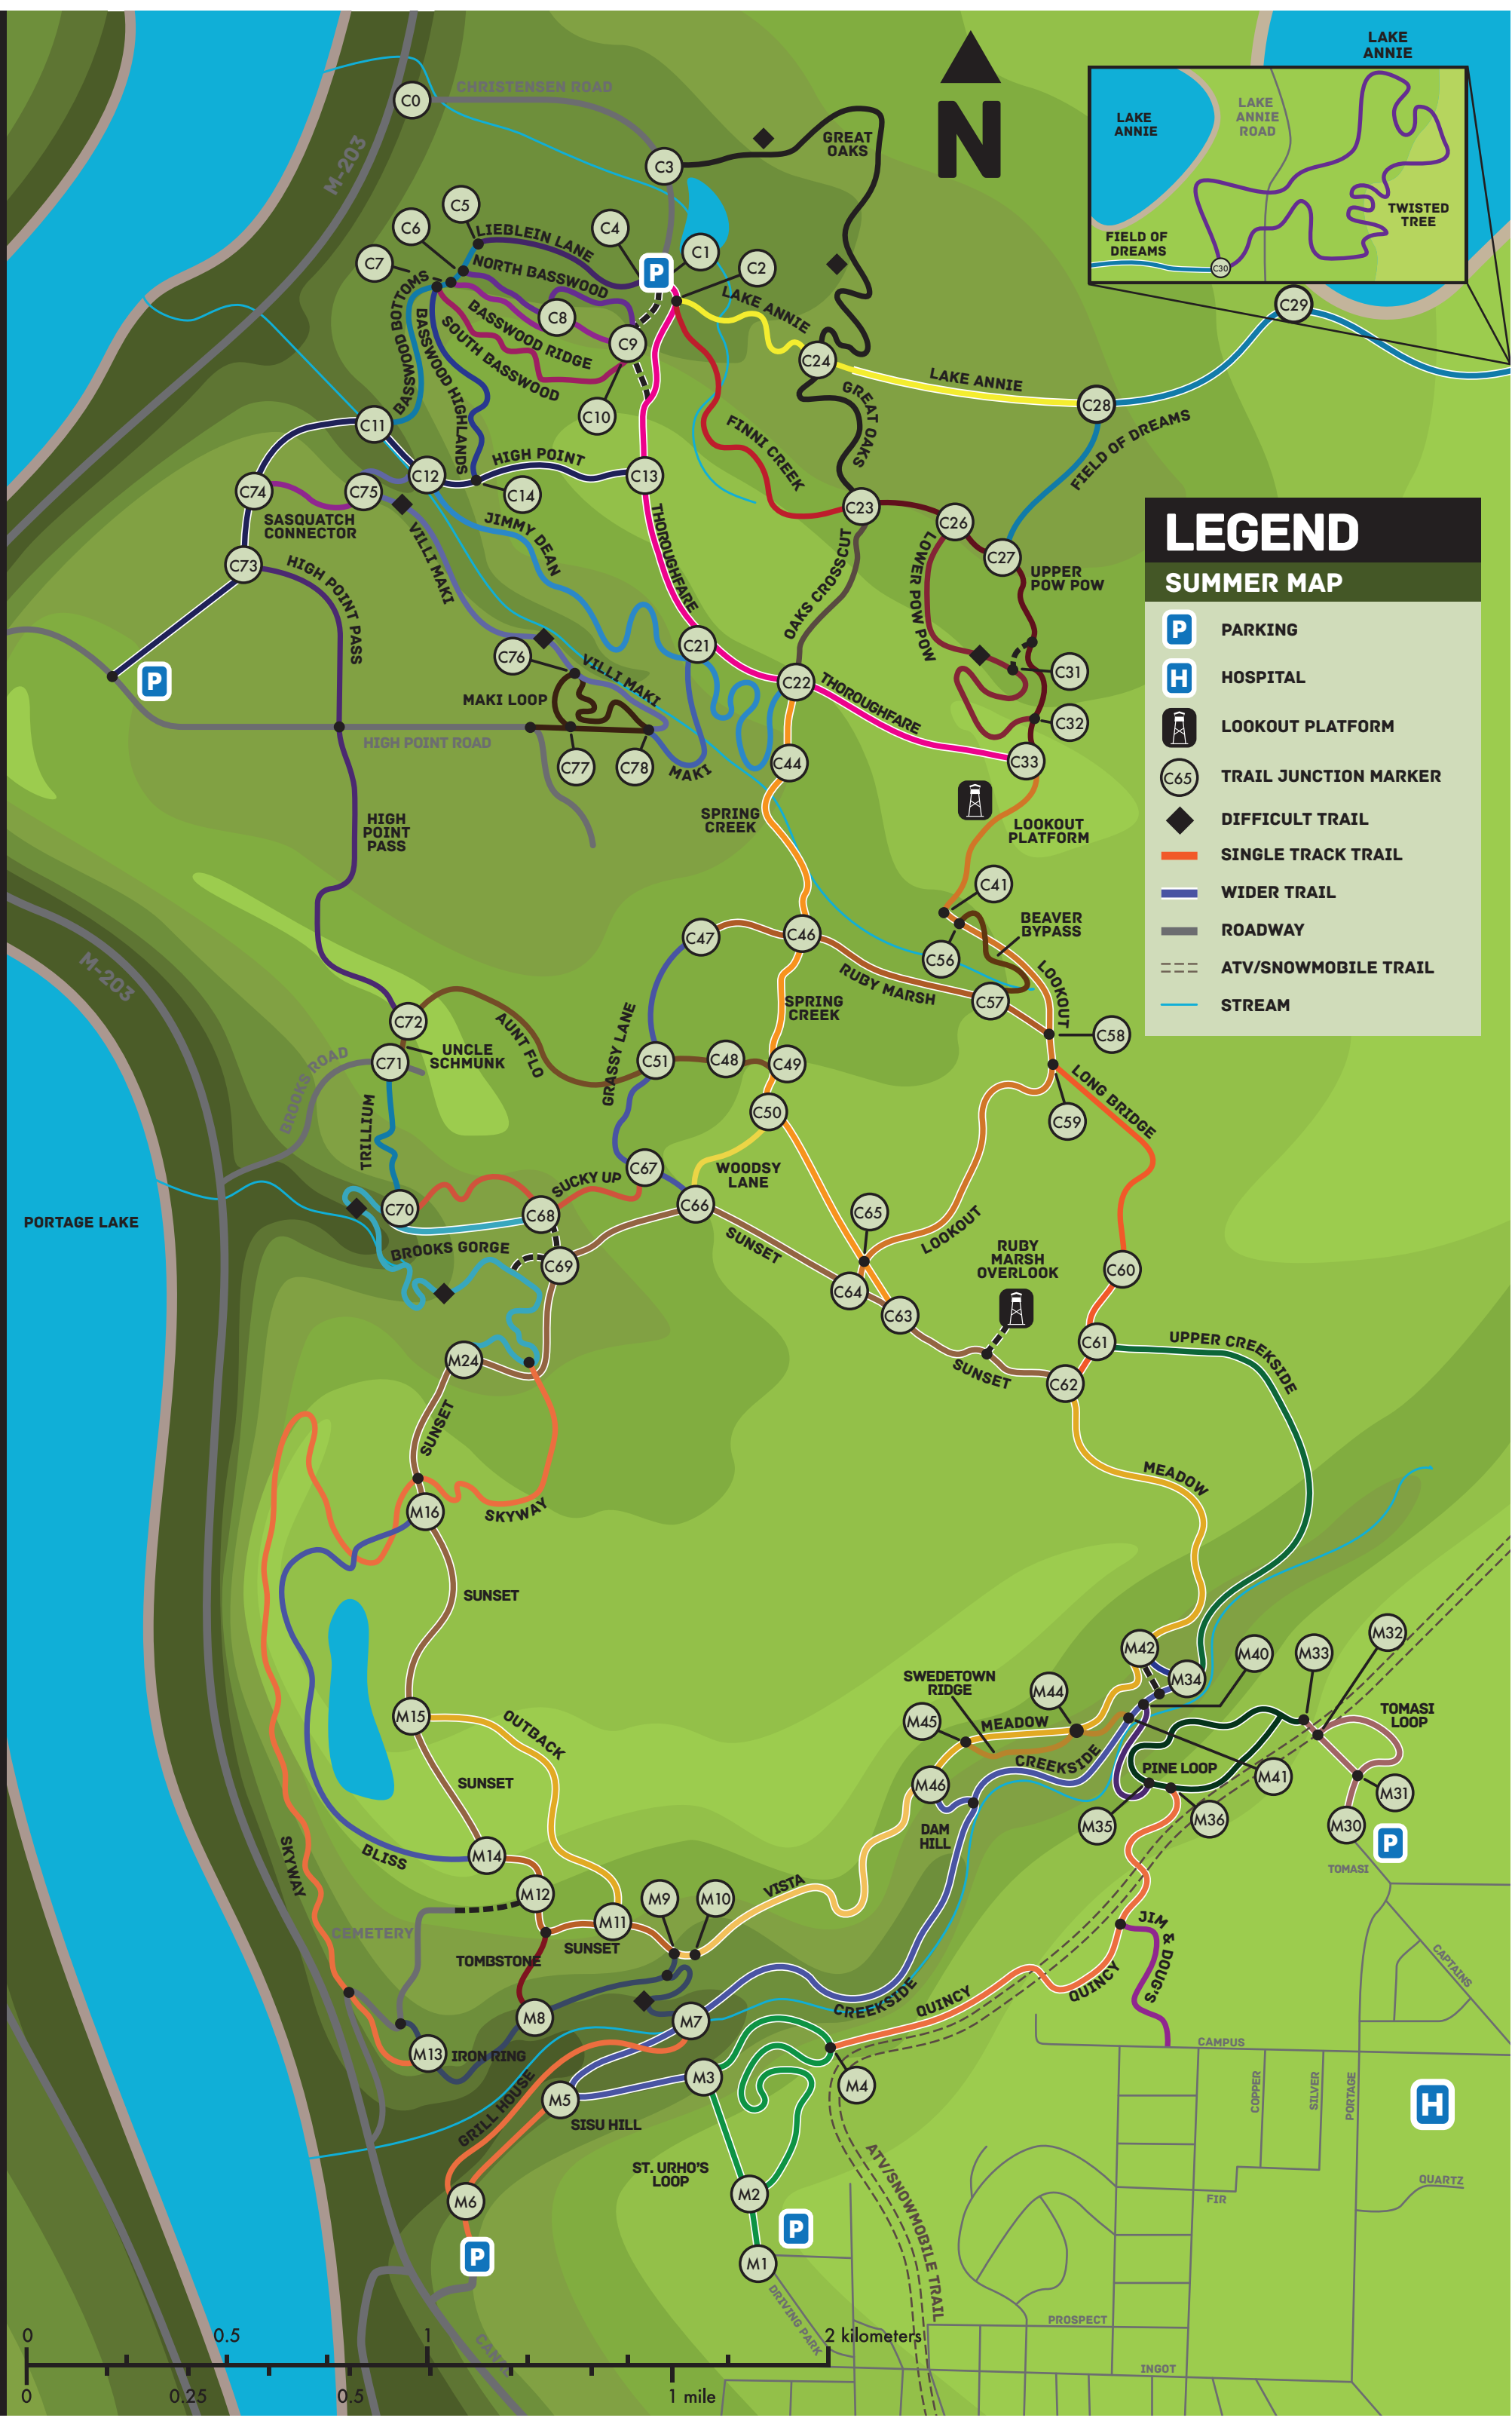 LAKE
ANNIE
CHRISTENSEN ROAD
C0
M-203
C3
GREAT
OAKS
N
LAKE
ANNIE
LAKE
ANNIE
ROAD
TWISTED
TREE
FIELD OF
DREAMS
C30
C29
C5
C6
C7
C4
C1
C2
P
LIEBLEIN LANE
NORTH BASSWOOD
BASSWOOD RIDGE
SOUTH BASSWOOD
BASSWOOD BOTTOMS
BASSWOOD HIGHLANDS
C8
C9
C10
LAKE ANNIE
C24
LAKE ANNIE
C28
GREAT OAKS
FINNI CREEK
FIELD OF DREAMS
C11
C12
HIGH POINT
C13
C14
C74
C75
SASQUATCH
CONNECTOR
C73
HIGH POINT PASS
VILLI MAKI
JIMMY DEAN
THOROUGHFARE
OAKS CROSSCUT
C23
C26
C27
LOWER POW POW
UPPER
POW POW
C31
C32
C33
C21
C22
THOROUGHFARE
P
C76
VILLI MAKI
MAKI LOOP
HIGH POINT ROAD
C77
C78
MAKI
C44
LEGEND
SUMMER MAP
P PARKING
H HOSPITAL
LOOKOUT PLATFORM
C65 TRAIL JUNCTION MARKER
DIFFICULT TRAIL
SINGLE TRACK TRAIL
WIDER TRAIL
ROADWAY
ATV/SNOWMOBILE TRAIL
STREAM
HIGH
POINT
PASS
SPRING
CREEK
LOOKOUT
PLATFORM
C41
BEAVER
BYPASS
C47
C46
C56
RUBY MARSH
C57
LOOKOUT
C58
M-203
C72
AUNT FLO
UNCLE
SCHMUNK
C71
BROOKS ROAD
TRILLIUM
GRASSY LANE
SPRING
CREEK
C51
C48
C49
C50
LONG BRIDGE
C59
C67
SUCKY UP
WOODSY
LANE
C70
C68
C66
C65
LOOKOUT
PORTAGE LAKE
BROOKS GORGE
C69
SUNSET
C64
C63
RUBY
MARSH
OVERLOOK
C60
C61
UPPER CREEKSIDE
SUNSET
C62
M24
SUNSET
M16
SKYWAY
MEADOW
SUNSET
M15
OUTBACK
SUNSET
SKYWAY
BLISS
M14
M42
M34
M40
M33
M32
SWEDETOWN
RIDGE
M44
M45
MEADOW
CREEKSIDE
M46
DAM
HILL
PINE LOOP
M41
M35
M36
TOMASI
LOOP
M31
M30
P
TOMASI
M12
CEMETERY
TOMBSTONE
SUNSET
M11
M9
M10
VISTA
M8
M13
IRON RING
M7
CREEKSIDE
QUINCY
QUINCY
JIM & DOUG'S
CAPTAINS
CAMPUS
COPPER
SILVER
PORTAGE
H
GRILL HOUSE
M5
SISU HILL
M3
M4
ST. URHO'S
LOOP
M6
P
M2
P
M1
DRIVING PARK
ATV/SNOWMOBILE TRAIL
FIR
QUARTZ
PROSPECT
INGOT
CANAL
0 0.5 1 2 kilometers
0 0.25 0.5 1 mile